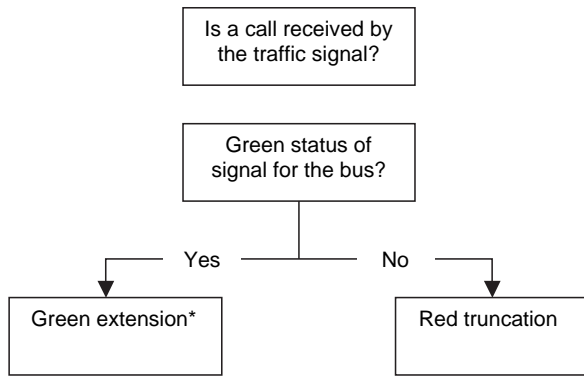 Is a call received by
the traffic signal?
Green status of
signal for the bus?
Yes
No
Green extension*
Red truncation